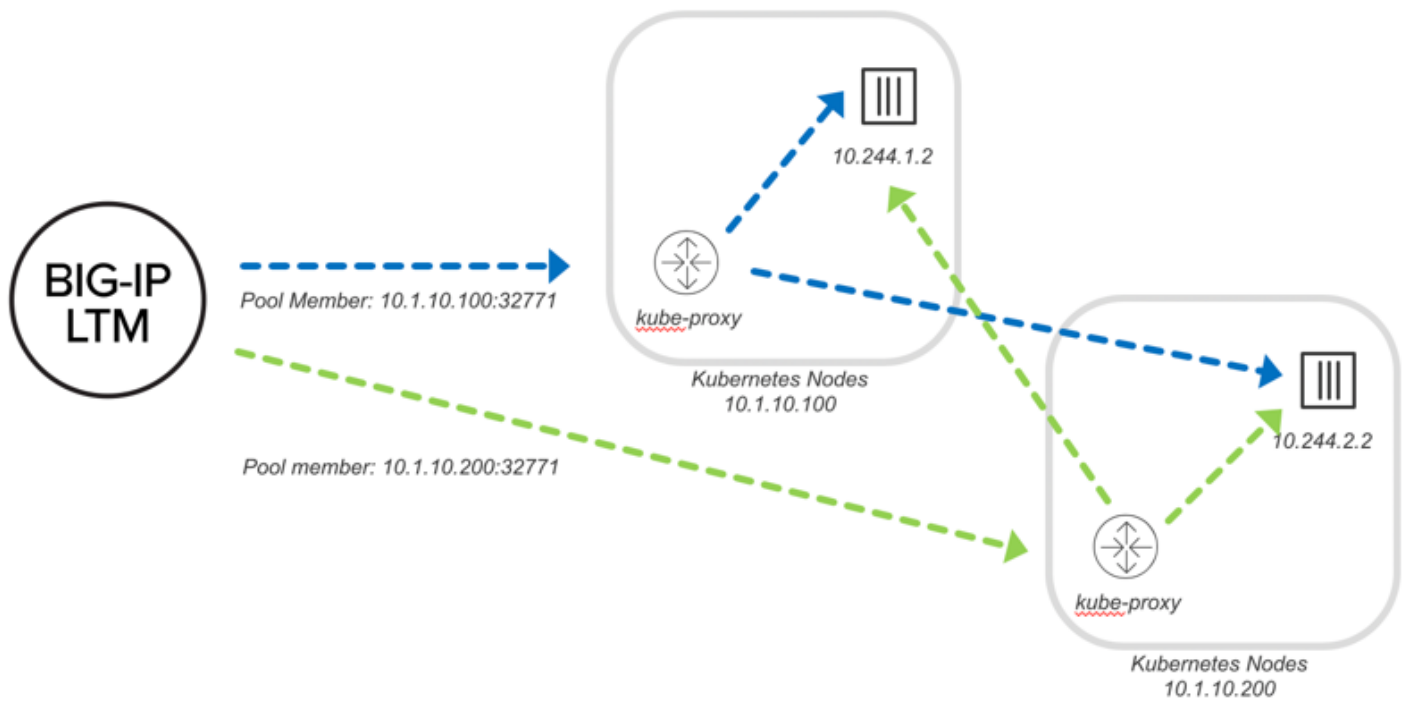 BIG-IP
LTM
Pool Member: 10.1.10.100:32771
Pool member: 10.1.10.200:32771
10.244.1.2
kube-proxy
Kubernetes Nodes
10.1.10.100
10.244.2.2
kube-proxy
Kubernetes Nodes
10.1.10.200